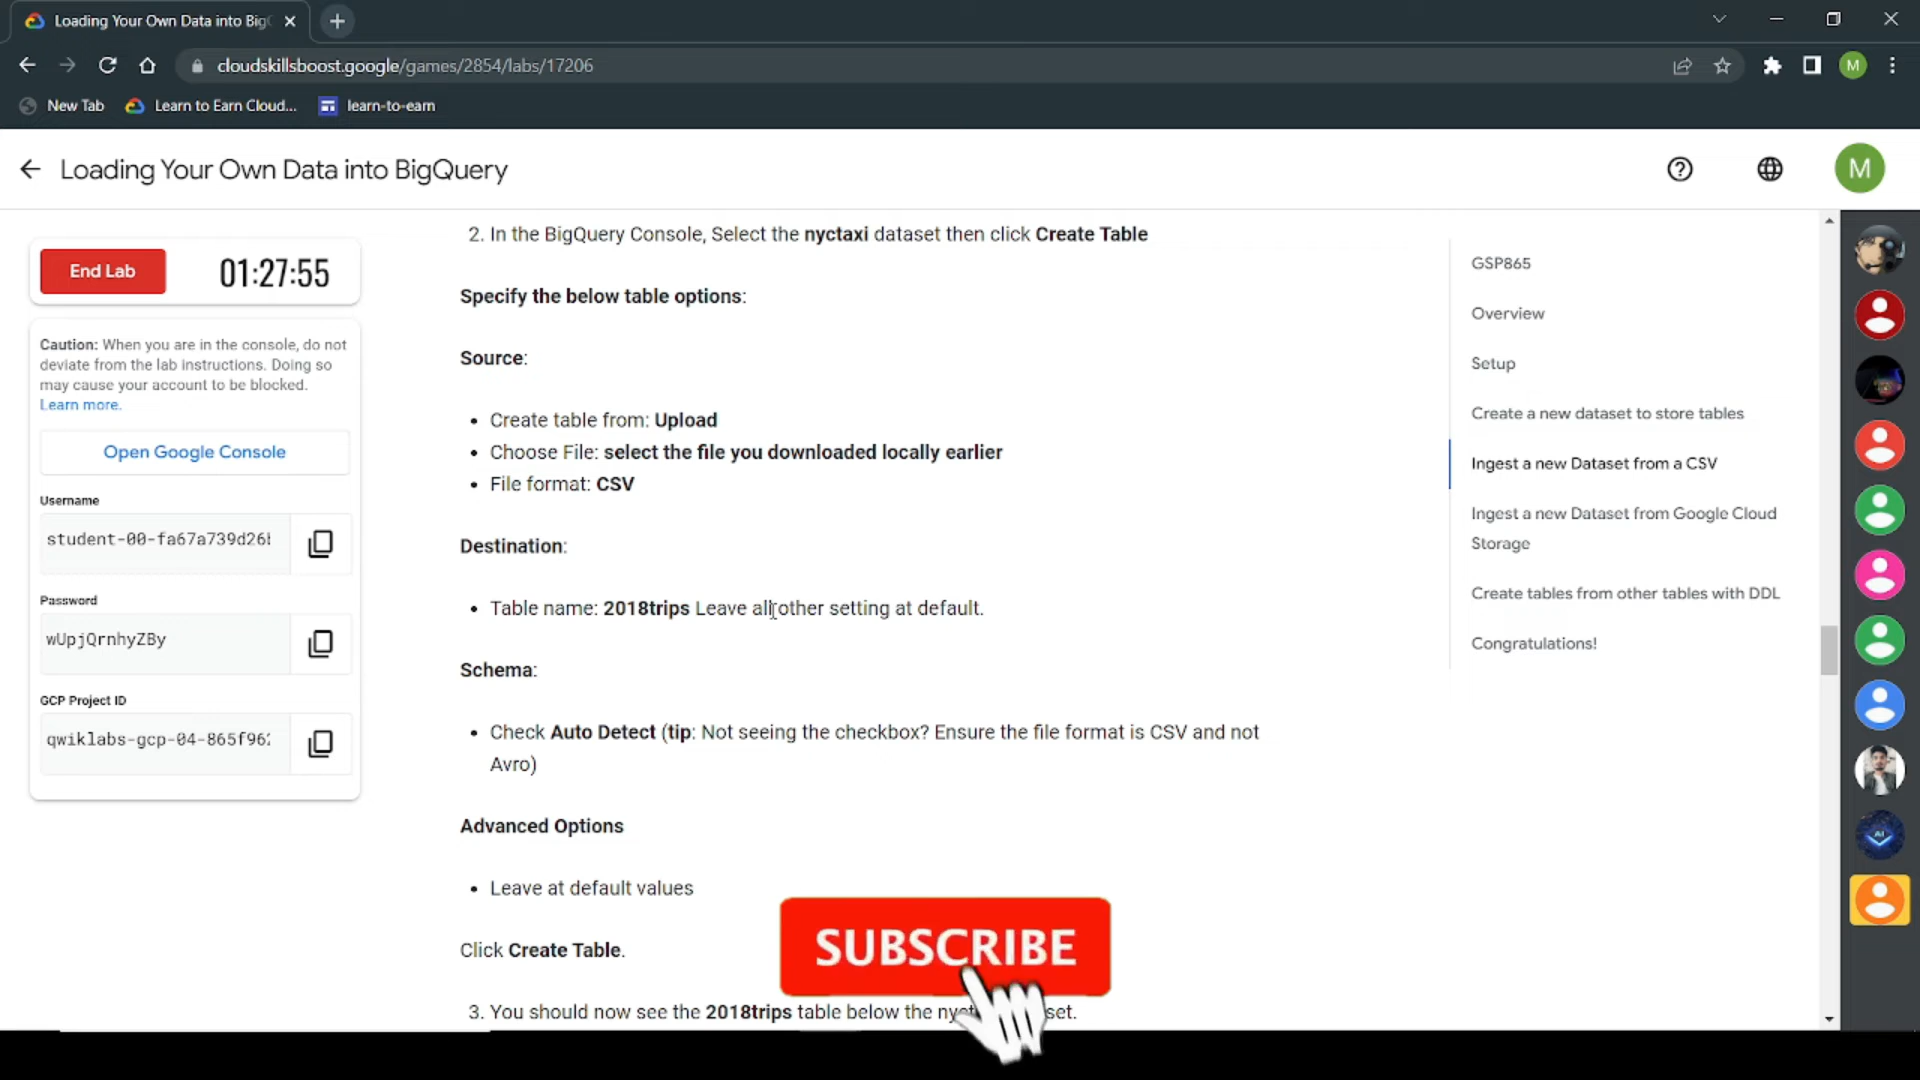 Loading Your Own Data into Big
cloudskillsboost.google/games/2854/labs/17206
M
New Tab
Learn to Earn Cloud...
learn-to-earn
Loading Your Own Data into BigQuery
M
End Lab
01:27:55
Caution: When you are in the console, do not
deviate from the lab instructions. Doing so
may cause your account to be blocked.
Learn more.
Open Google Console
Username
student-00-fa67a739d26
Password
wUpjQrnhyZBy
GCP Project ID
qwiklabs-gcp-04-865f962
2. In the BigQuery Console, Select the nyctaxi dataset then click Create Table
Specify the below table options:
Source:
• Create table from: Upload
• Choose File: select the file you downloaded locally earlier
• File format: CSV
Destination:
• Table name: 2018trips Leave all other setting at default.
Schema:
• Check Auto Detect (tip: Not seeing the checkbox? Ensure the file format is CSV and not
Avro)
Advanced Options
• Leave at default values
Click Create Table.
3. You should now see the 2018trips table below the
SUBSCRIBE
GSP865
Overview
Setup
Create a new dataset to store tables
Ingest a new Dataset from a CSV
Ingest a new Dataset from Google Cloud
Storage
Create tables from other tables with DDL
Congratulations!
AI